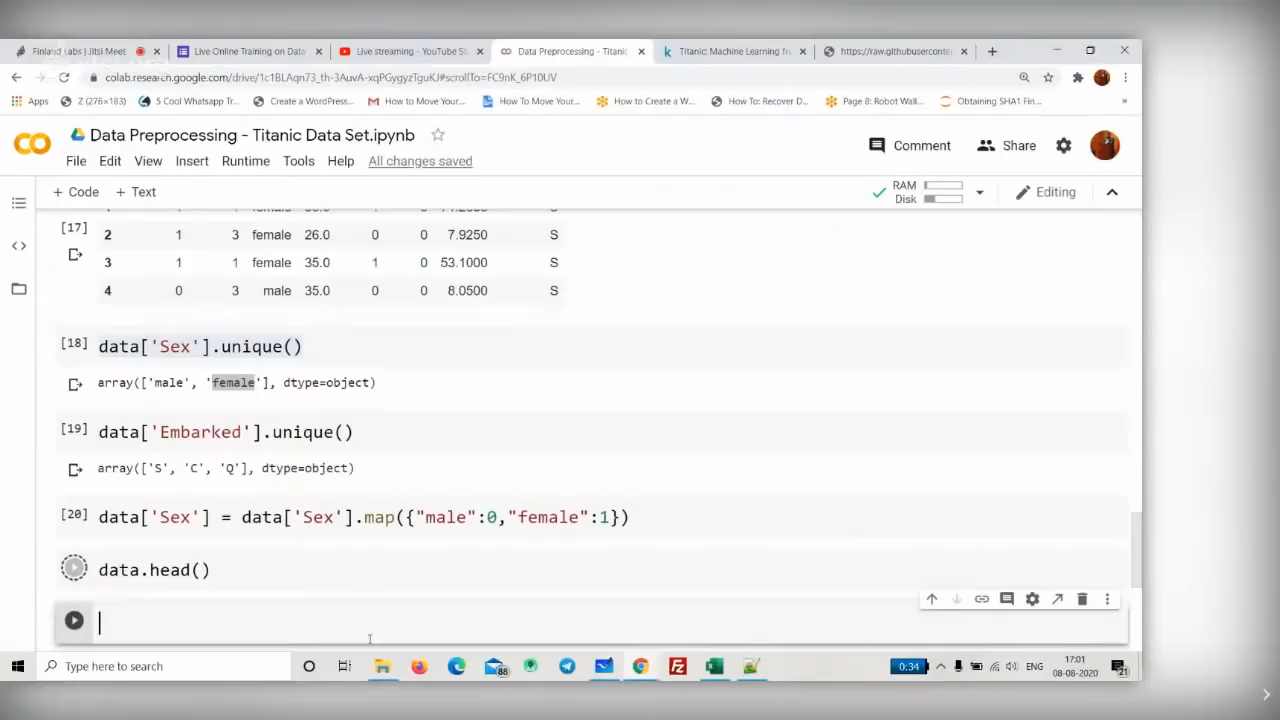 Finland Labs | Jitsi Meet
Live Online Training on Data
Live streaming - YouTube St
Data Preprocessing - Titanic
Titanic: Machine Learning from
https://raw.githubuserconte
colab.research.google.com/drive/1c1BLAqn73_th-3AuvA-xqPGygyzTguKJ#scrollTo=FC9nK_6P10UV
Apps
Z (276×183)
5 Cool Whatsapp Tr...
Create a WordPress...
How to Move Your...
How To Move Your...
How to Create a W...
How To: Recover D...
Page 8: Robot Wall...
Obtaining SHA1 Fin...
»
Data Preprocessing - Titanic Data Set.ipynb
File Edit View Insert Runtime Tools Help All changes saved
Comment
Share
+ Code + Text
RAM
Disk
Editing
[17]
2 1 3 female 26.0 0 0 7.9250 S
3 1 1 female 35.0 1 0 53.1000 S
4 0 3 male 35.0 0 0 8.0500 S
[18] data['Sex'].unique()
array(['male', 'female'], dtype=object)
[19] data['Embarked'].unique()
array(['S', 'C', 'Q'], dtype=object)
[20] data['Sex'] = data['Sex'].map({"male":0,"female":1})
data.head()
Type here to search
88
0:34
ENG
17:01
08-08-2020
21